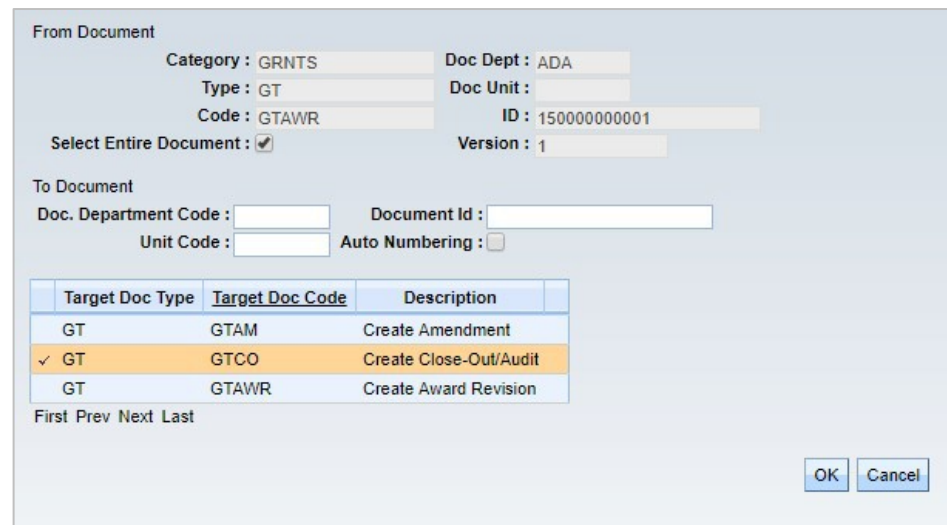 From Document
Category : GRNTS Doc Dept : ADA
Type : GT Doc Unit :
Code : GTAWR ID : 150000000001
Select Entire Document : Version : 1
To Document
Doc. Department Code : Document Id :
Unit Code : Auto Numbering :
Target Doc Type Target Doc Code Description
GT GTAM Create Amendment
✓ GT GTCO Create Close-Out/Audit
GT GTAWR Create Award Revision
First Prev Next Last
OK Cancel